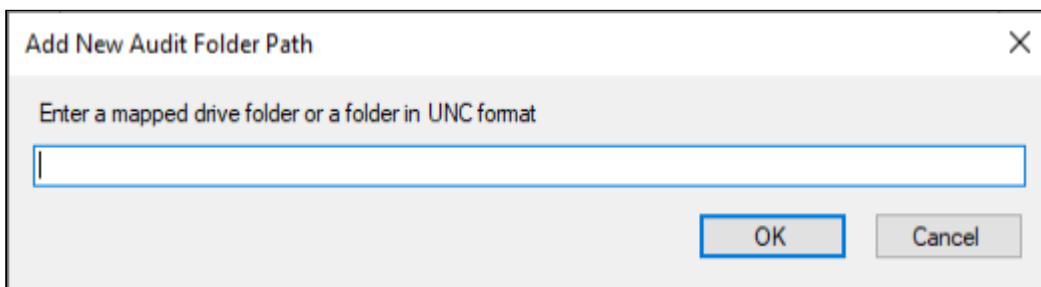 Add New Audit Folder Path
Enter a mapped drive folder or a folder in UNC format
OK Cancel